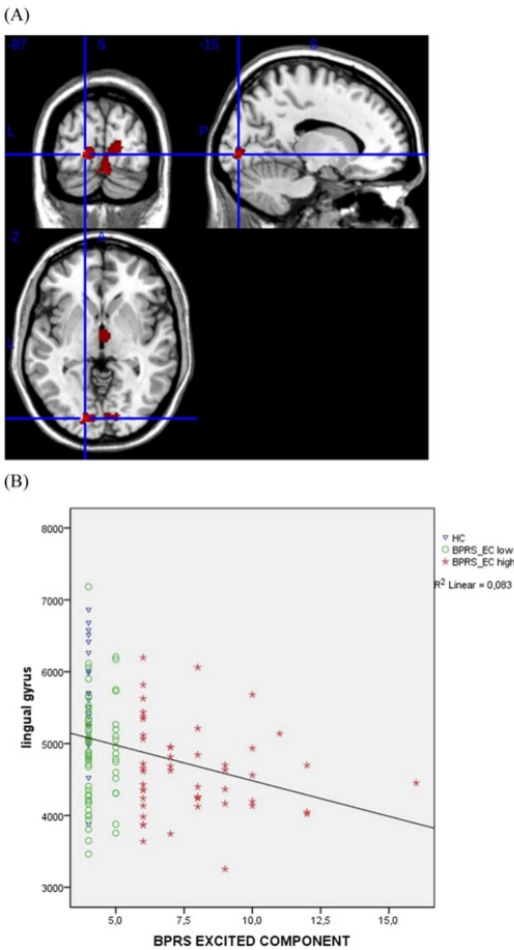 (A)
-87
S
-15
S
L
P
-2
A
L
(B)
8000
7000
6000
5000
4000
3000
lingual gyrus
5,0
7,5
10,0
12,5
15,0
BPRS EXCITED COMPONENT
HC
BPRS_EC low
BPRS_EC high
R² Linear = 0,083